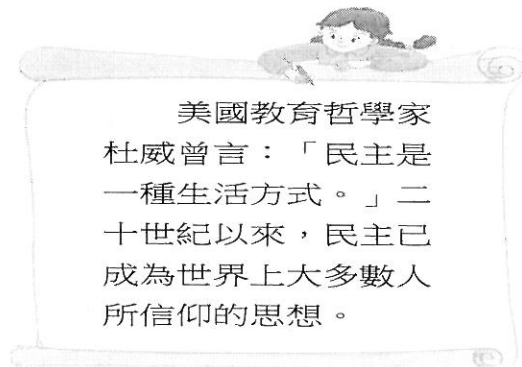 美國教育哲學家
杜威曾言：「民主是
一種生活方式。」二
十世紀以來，民主已
成為世界上大多數人
所信仰的思想。